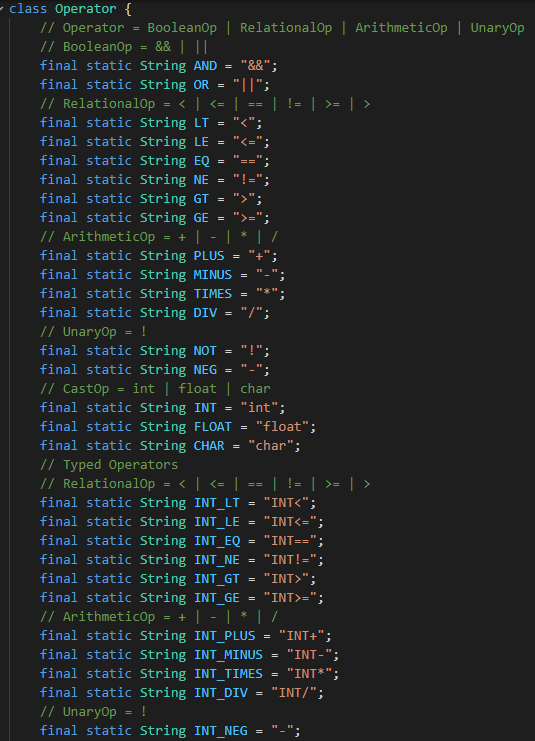 class Operator {
// Operator = BooleanOp | RelationalOp | ArithmeticOp | UnaryOp
// BooleanOp = && | ||
final static String AND = "&&";
final static String OR = "||";
// RelationalOp = < | <= | == | != | >= | >
final static String LT = "<";
final static String LE = "<=";
final static String EQ = "==";
final static String NE = "!=";
final static String GT = ">";
final static String GE = ">=";
// ArithmeticOp = + | - | * | /
final static String PLUS = "+";
final static String MINUS = "-";
final static String TIMES = "*";
final static String DIV = "/";
// UnaryOp = !
final static String NOT = "!";
final static String NEG = "-";
// CastOp = int | float | char
final static String INT = "int";
final static String FLOAT = "float";
final static String CHAR = "char";
// Typed Operators
// RelationalOp = < | <= | == | != | >= | >
final static String INT_LT = "INT<";
final static String INT_LE = "INT<=";
final static String INT_EQ = "INT==";
final static String INT_NE = "INT!=";
final static String INT_GT = "INT>";
final static String INT_GE = "INT>=";
// ArithmeticOp = + | - | * | /
final static String INT_PLUS = "INT+";
final static String INT_MINUS = "INT-";
final static String INT_TIMES = "INT*";
final static String INT_DIV = "INT/";
// UnaryOp = !
final static String INT_NEG = "-";